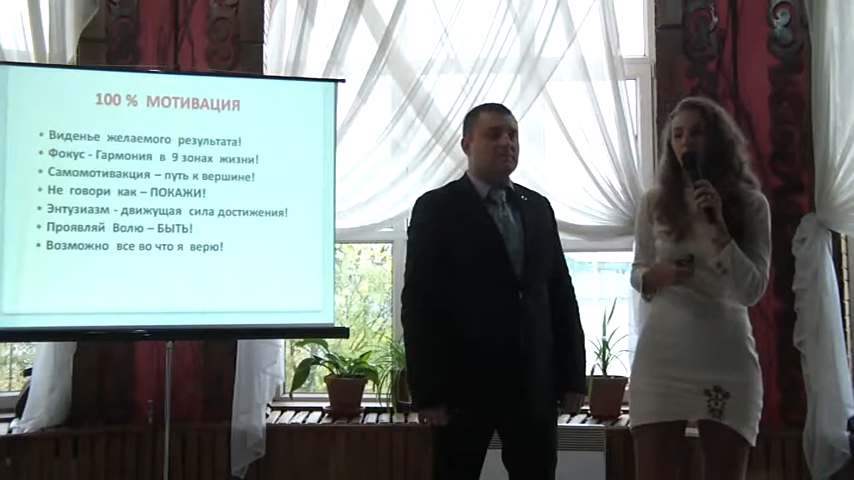 100 % МОТИВАЦИЯ
• Виденье желаемого результата!
• Фокус - Гармония в 9 зонах жизни!
• Самомотивакция – путь к вершине!
• Не говори как – ПОКАЖИ!
• Энтузиазм - движущая сила достижения!
• Проявляй Волю – БЫТЬ!
• Возможно все во что я верю!